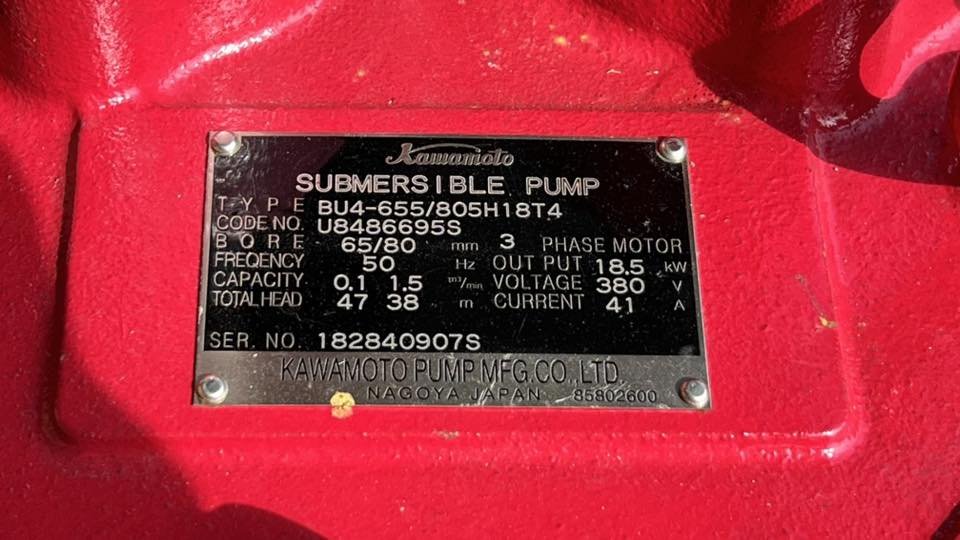 Kawamoto
SUBMERSIBLE PUMP
TYPE BU4-655/805H18T4
CODE NO. U8486695S
BORE 65/80 mm 3 PHASE MOTOR
FREQENCY 50 Hz OUT PUT 18.5 kW
CAPACITY 0.1 1.5 m³/min VOLTAGE 380 V
TOTAL HEAD 47 38 m CURRENT 41 A
SER. NO. 182840907S
KAWAMOTO PUMP MFG.CO.,LTD.
NAGOYA JAPAN 85802600